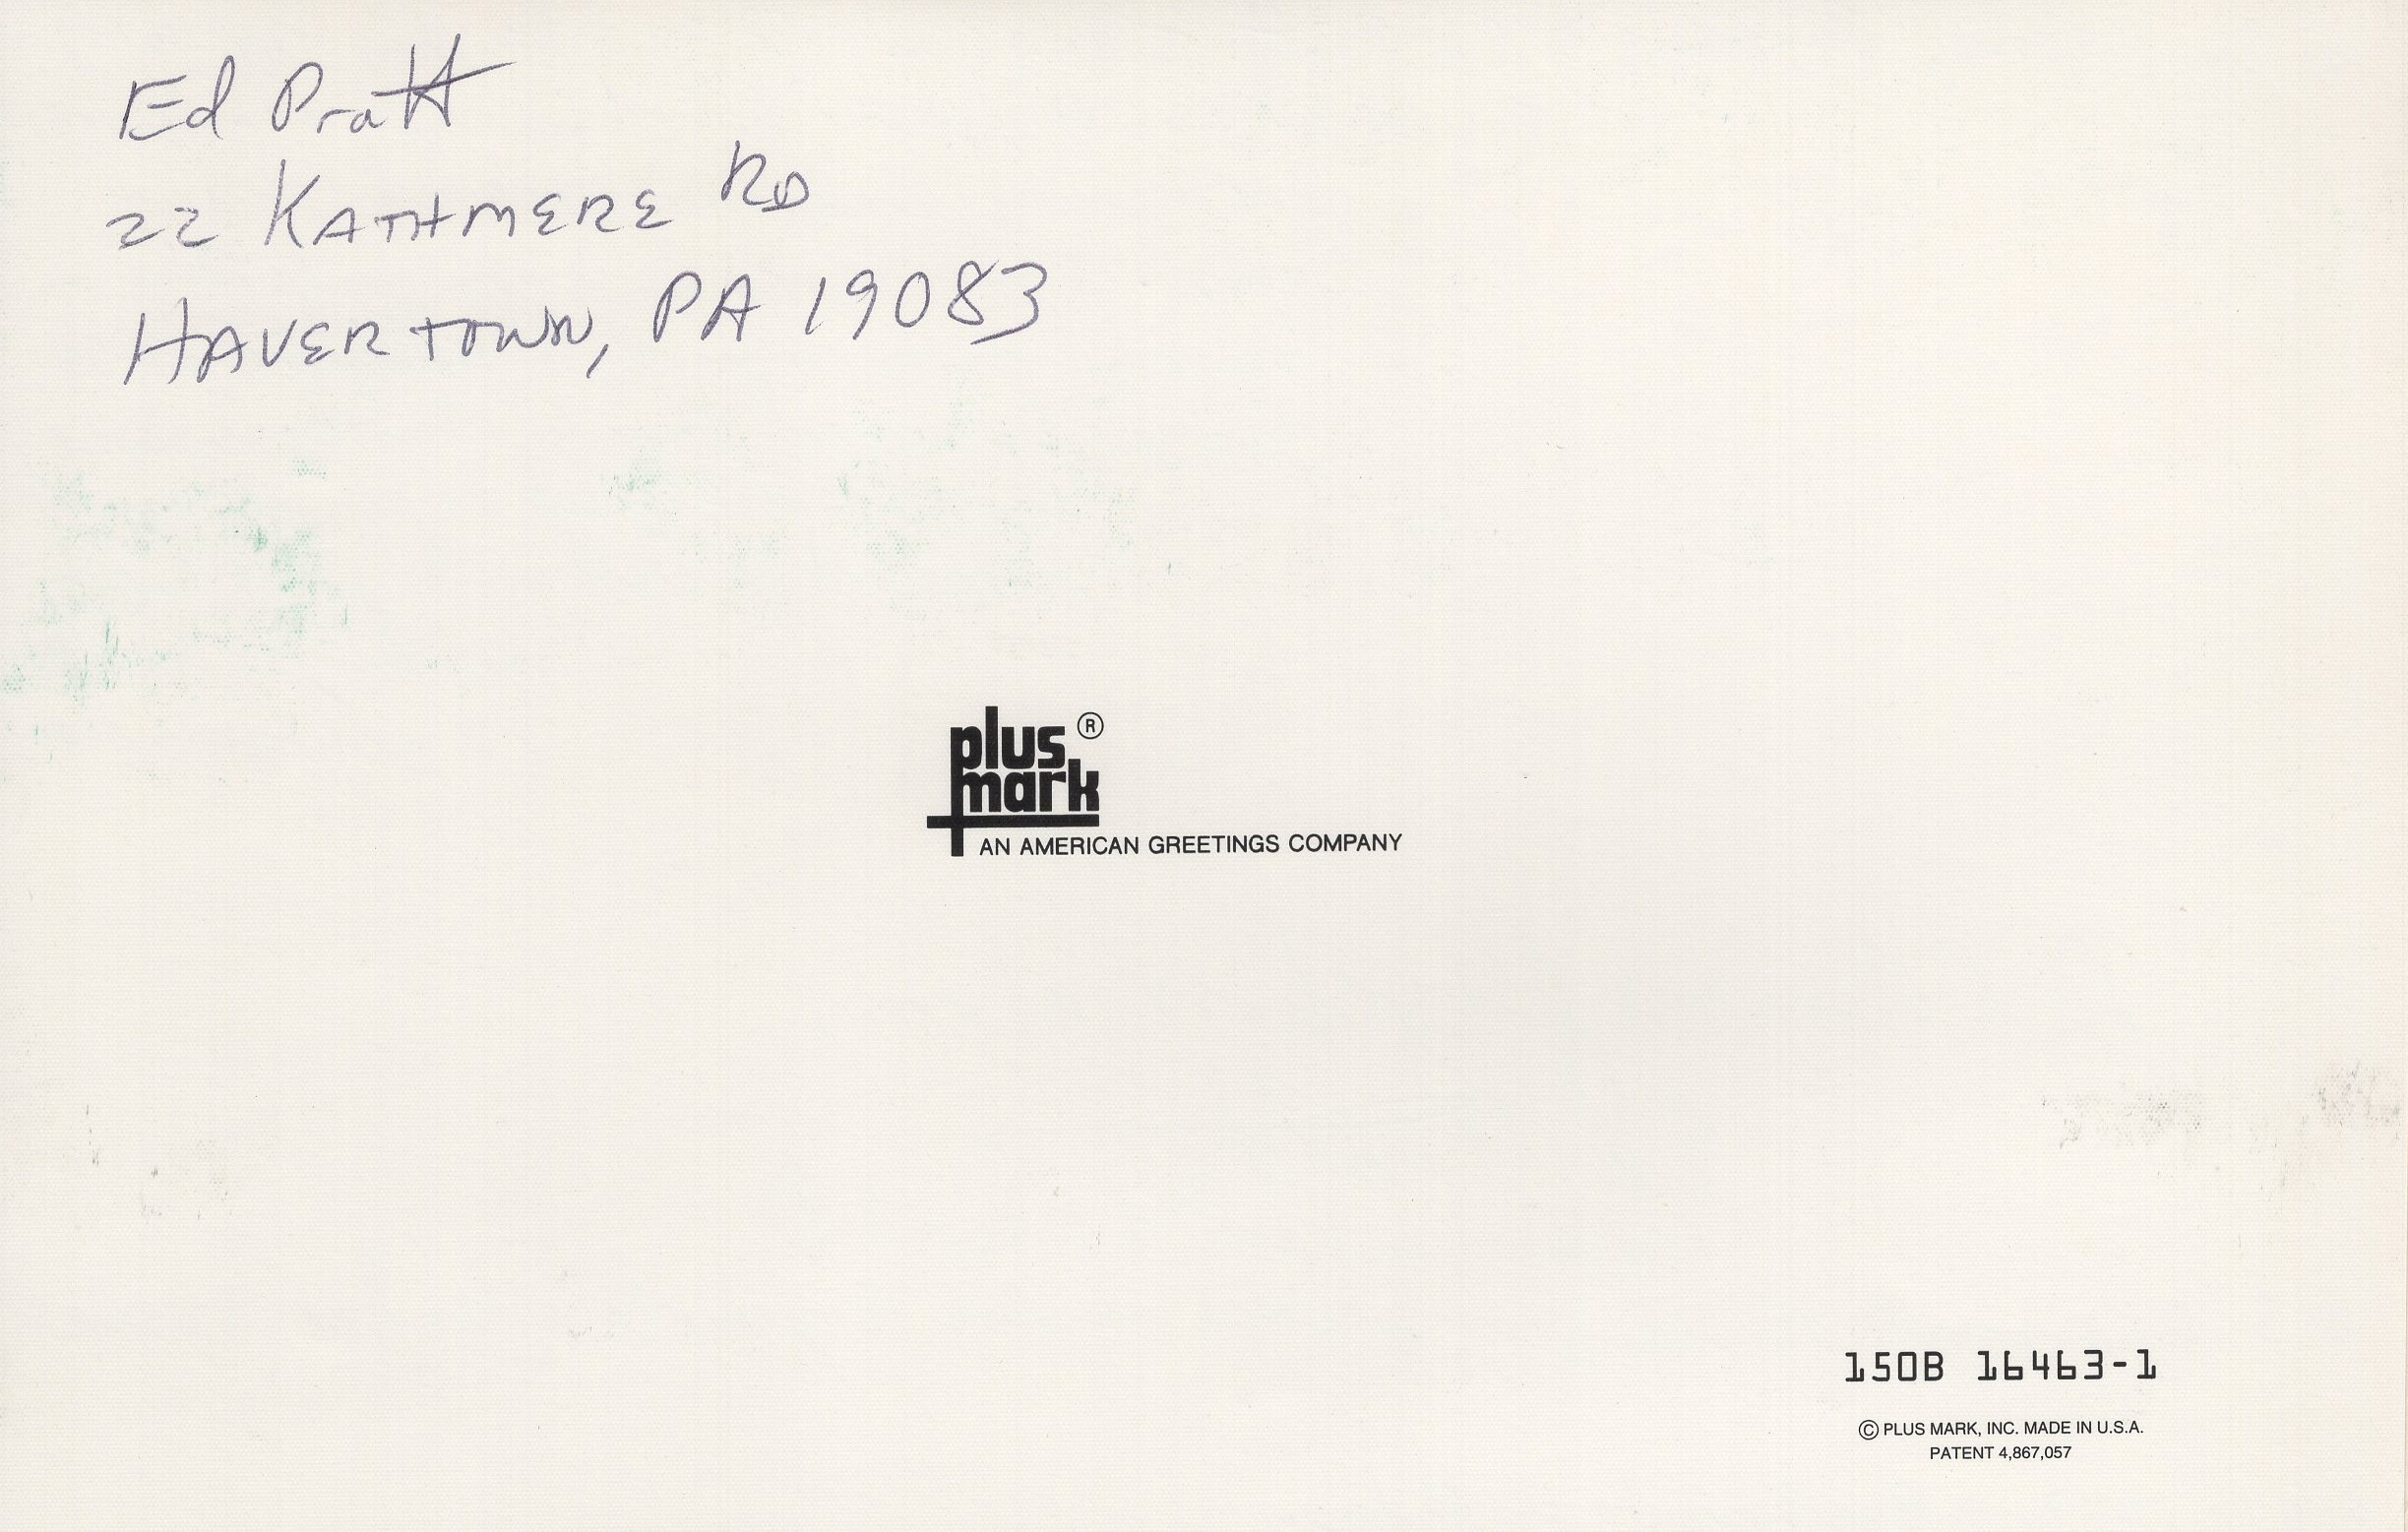 Ed Pratt
22 KATHMERE RD
HAVERTOWN, PA 19083
plus ®
mark
AN AMERICAN GREETINGS COMPANY
150B 16463-1
© PLUS MARK, INC. MADE IN U.S.A.
PATENT 4,867,057